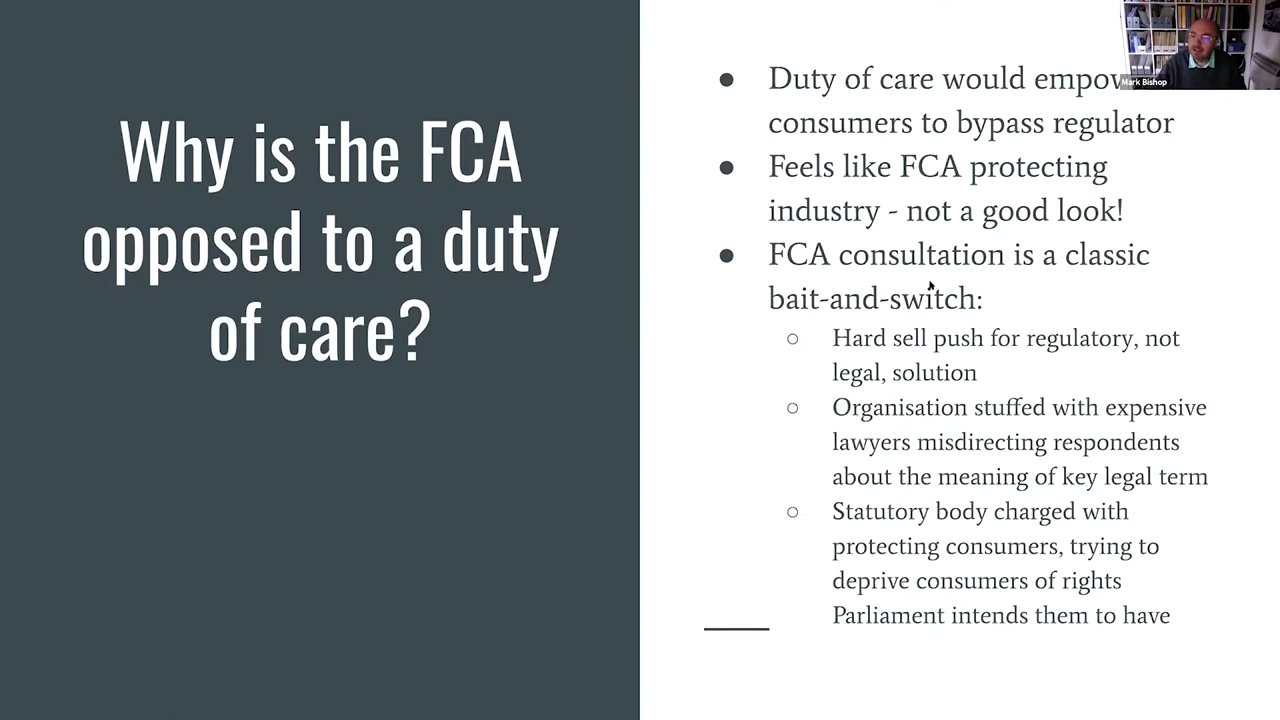 Why is the FCA
opposed to a duty
of care?
● Duty of care would
consumers to bypass regulator
● Feels like FCA protecting
industry - not a good look!
● FCA consultation is a classic
bait-and-switch:
○ Hard sell push for regulatory, not
legal, solution
○ Organisation stuffed with expensive
lawyers misdirecting respondents
about the meaning of key legal term
○ Statutory body charged with
protecting consumers, trying to
deprive consumers of rights
Parliament intends them to have
Mark Bishop